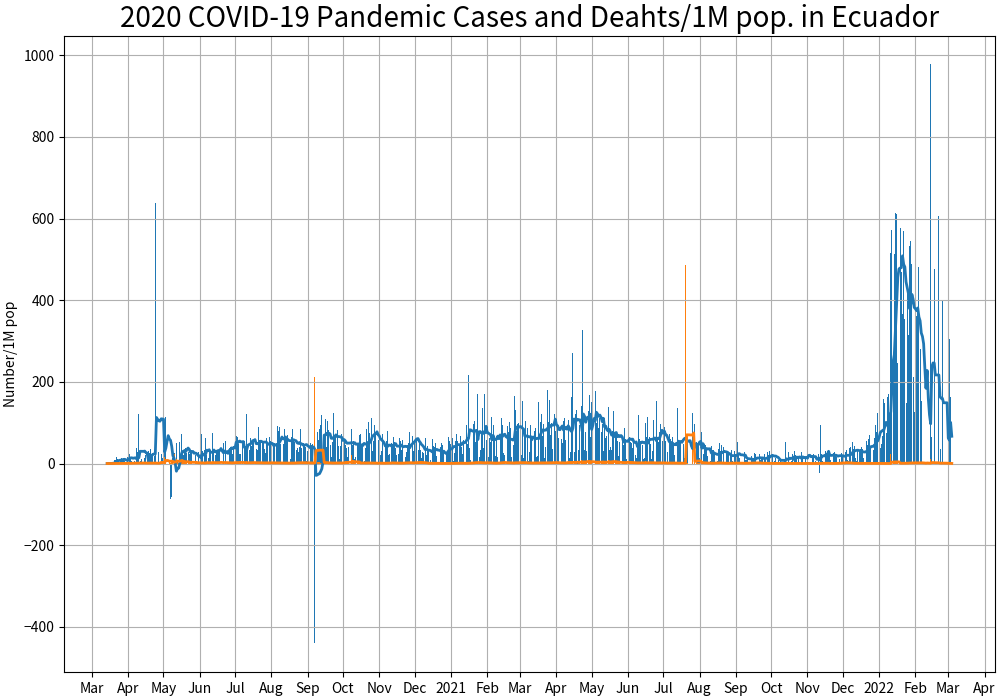 2020 COVID-19 Pandemic Cases and Deahts/1M pop. in Ecuador
Number/1M pop
1000
800
600
400
200
0
−200
−400
Mar Apr May Jun Jul Aug Sep Oct Nov Dec 2021 Feb Mar Apr May Jun Jul Aug Sep Oct Nov Dec 2022 Feb Mar Apr